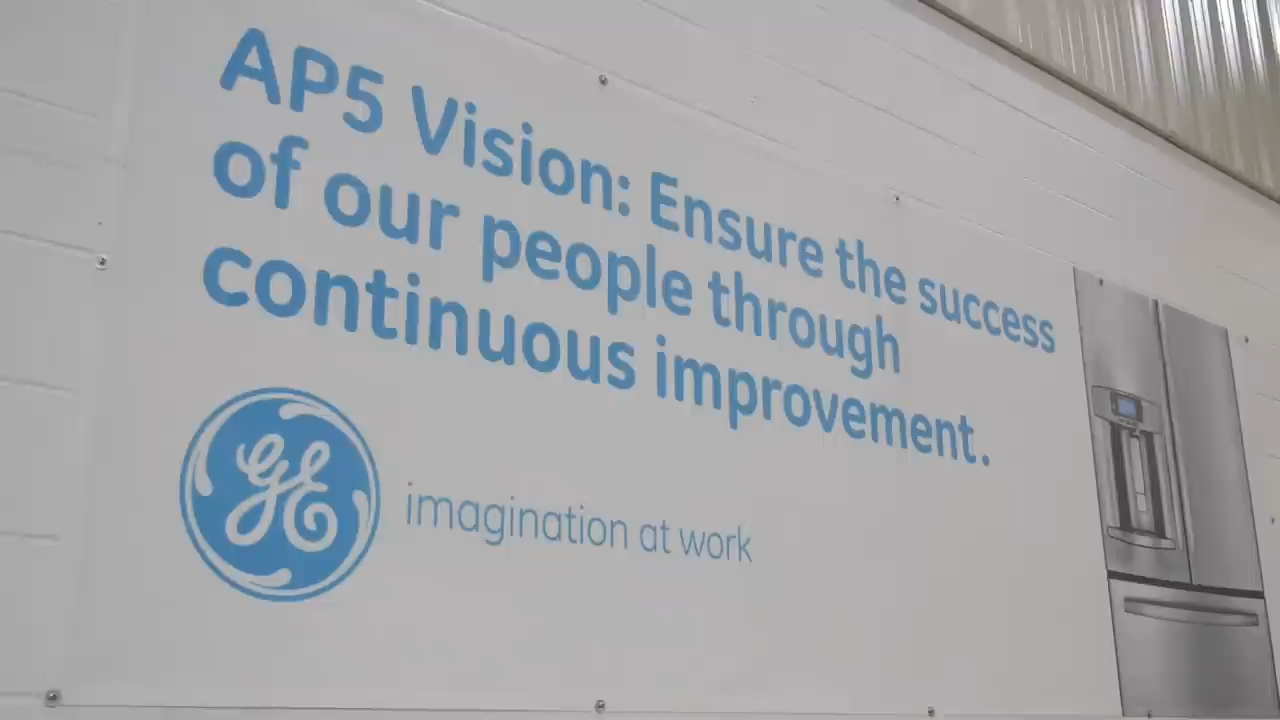 AP5 Vision: Ensure the success
of our people through
continuous improvement.
GE
imagination at work